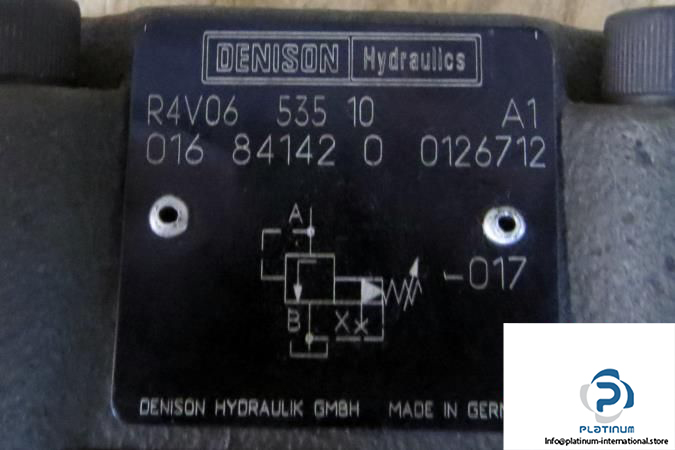 DENISON Hydraulics
R4V06 535 10 A1
016 84142 0 0126712
A
-017
B XX
DENISON HYDRAULIK GMBH MADE IN GERM
PLATINUM
Info@platinum-international.store